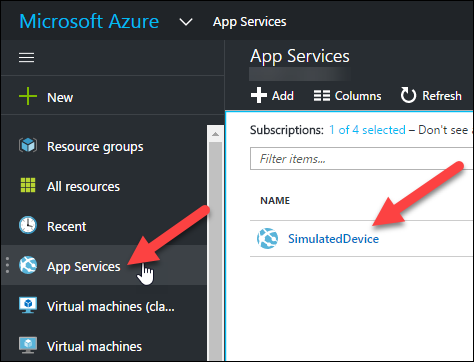 Microsoft Azure App Services
New
Resource groups
All resources
Recent
App Services
Virtual machines (cla...
Virtual machines
App Services
Add Columns Refresh
Subscriptions: 1 of 4 selected – Don't see a
Filter items...
NAME
SimulatedDevice